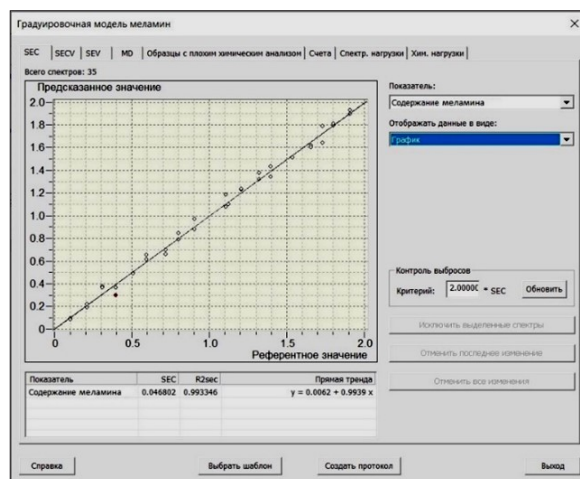 Градуировочная модель меламин
SEC SECV SEV MD Образцы с плохим химическим анализом Счета Спектр. нагрузки Хим. нагрузки
Всего спектров: 35
Предсказанное значение
2.0
1.8
1.6
1.4
1.2
1.0
0.8
0.6
0.4
0.2
0
0 0.5 1.0 1.5 2.0
Референтное значение
Показатель:
Содержание меламина
Отображать данные в виде:
График
Контроль выбросов
Критерий: 2.0000 * SEC Обновить
Исключить выделенные спектры
Отменить последнее изменение
Отменить все изменения
Показатель SEC R2sec Прямая тренда
Содержание меламина 0.046802 0.993346 y = 0.0062 + 0.9939 x
Справка Выбрать шаблон Создать протокол Выход